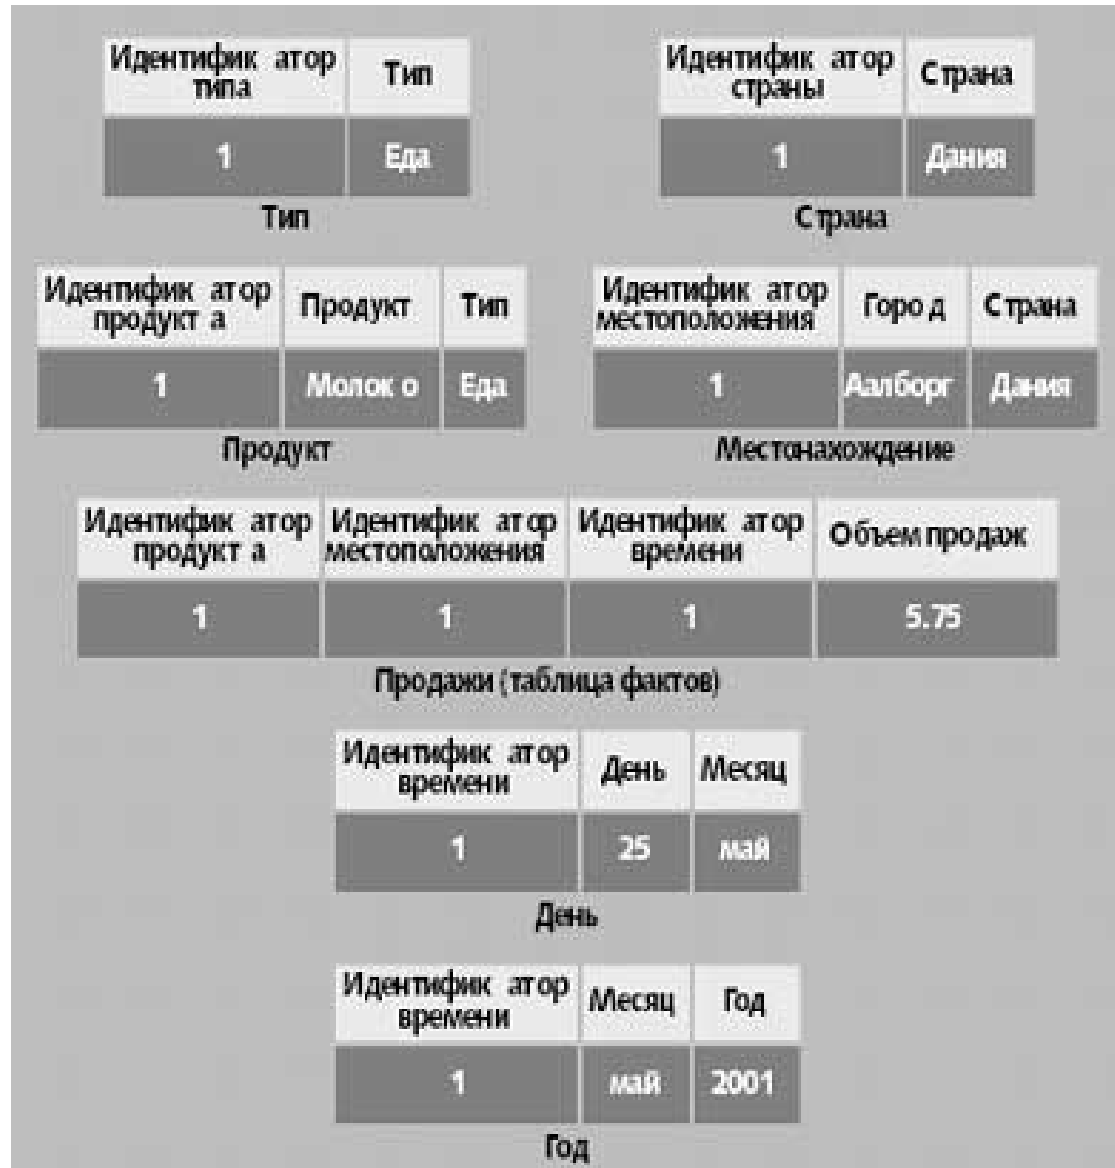 Идентификатор типа Тип
1 Еда
Тип
Идентификатор страны Страна
1 Дания
Страна
Идентификатор продукта Продукт Тип
1 Молоко Еда
Продукт
Идентификатор местоположения Город Страна
1 Аалборг Дания
Местонахождение
Идентификатор продукта Идентификатор местоположения Идентификатор времени Объем продаж
1 1 1 5.75
Продажи (таблица фактов)
Идентификатор времени День Месяц
1 25 май
День
Идентификатор времени Месяц Год
1 май 2001
Год